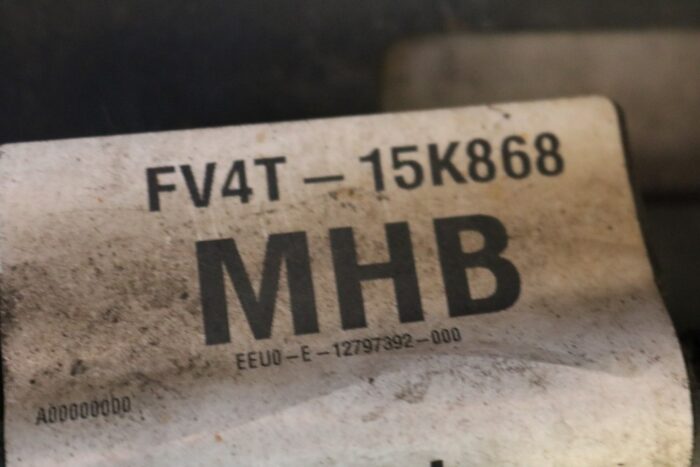 FV4T – 15K868
MHB
EEU0–E–12797392–000
A00000000